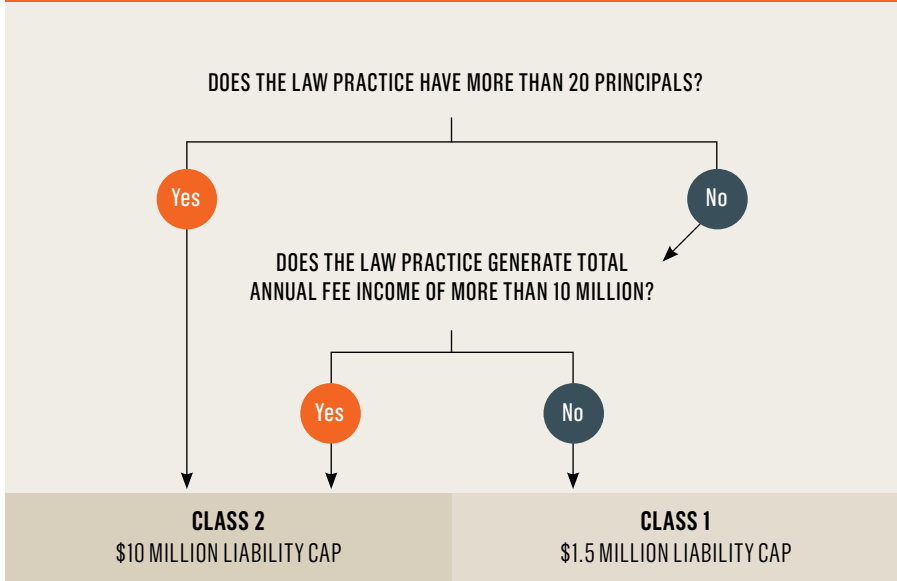 DOES THE LAW PRACTICE HAVE MORE THAN 20 PRINCIPALS?
Yes
No
DOES THE LAW PRACTICE GENERATE TOTAL
ANNUAL FEE INCOME OF MORE THAN 10 MILLION?
Yes
No
CLASS 2
$10 MILLION LIABILITY CAP
CLASS 1
$1.5 MILLION LIABILITY CAP